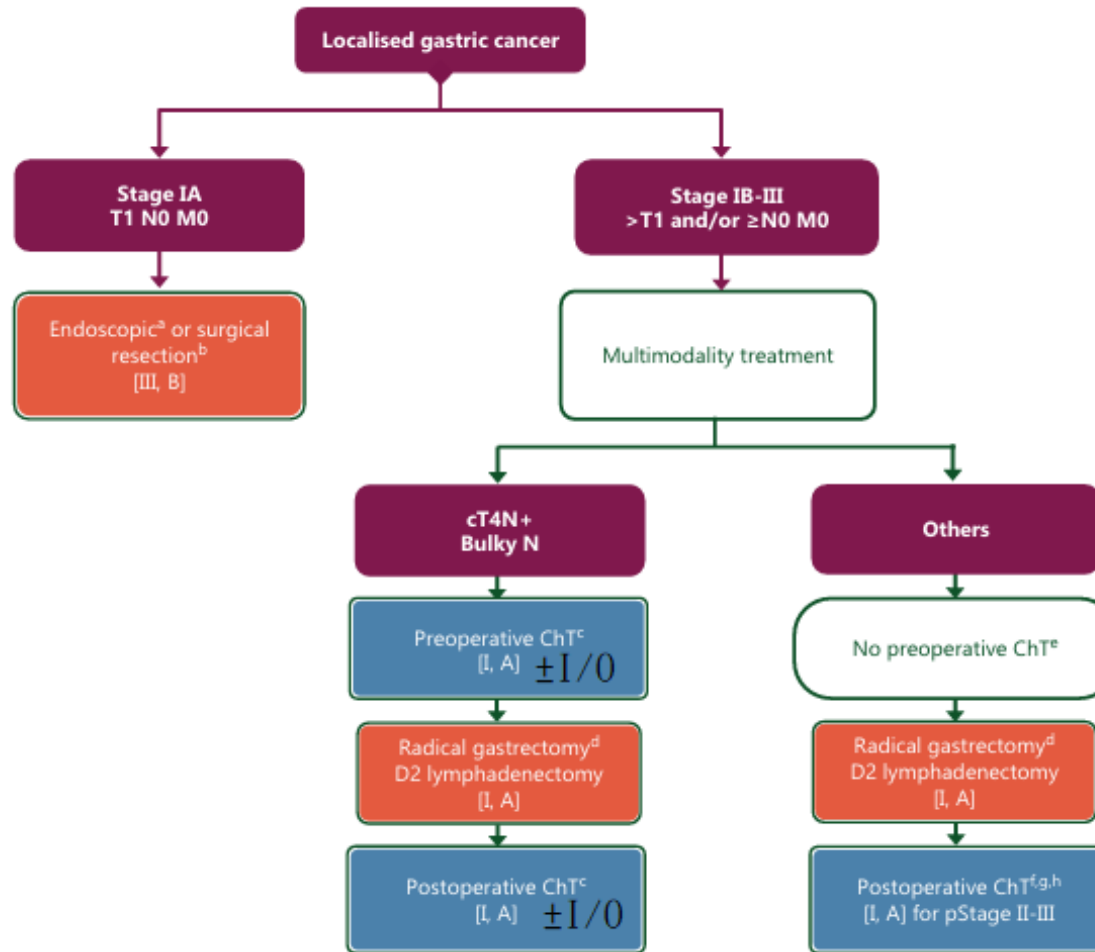 Localised gastric cancer
Stage IA
T1 N0 M0
Stage IB-III
>T1 and/or ≥N0 M0
Endoscopicᵃ or surgical
resectionᵇ
[III, B]
Multimodality treatment
cT4N+
Bulky N
Others
Preoperative ChTᶜ
[I, A] ±I/O
No preoperative ChTᵉ
Radical gastrectomyᵈ
D2 lymphadenectomy
[I, A]
Radical gastrectomyᵈ
D2 lymphadenectomy
[I, A]
Postoperative ChTᶜ
[I, A] ±I/O
Postoperative ChTᶠ,ᵍ,ʰ
[I, A] for pStage II-III